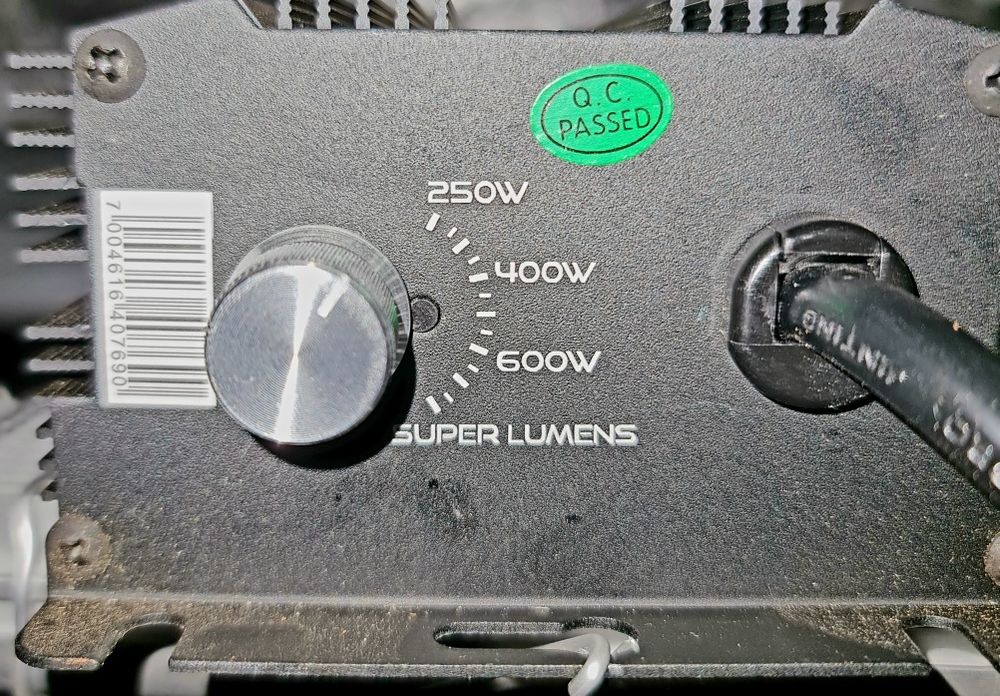 Q.C.
PASSED
250W
400W
600W
SUPER LUMENS
7 004616 407690